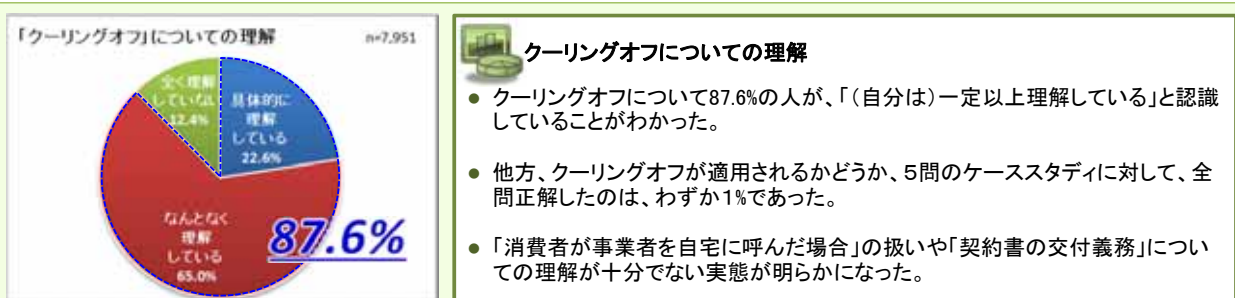 「クーリングオフ」についての理解
n=7,951
全く理解
していない
12.4%
具体的に
理解
している
22.6%
なんとなく
理解
している
65.0%
87.6%
クーリングオフについての理解
● クーリングオフについて87.6%の人が、「（自分は）一定以上理解している」と認識
していることがわかった。
● 他方、クーリングオフが適用されるかどうか、５問のケーススタディに対して、全
問正解したのは、わずか1%であった。
● 「消費者が事業者を自宅に呼んだ場合」の扱いや「契約書の交付義務」につい
ての理解が十分でない実態が明らかになった。